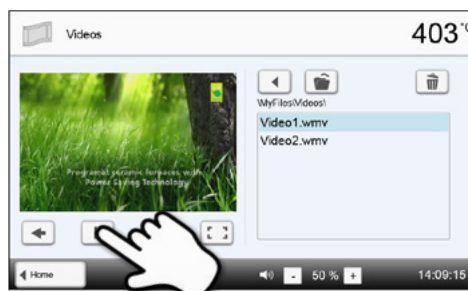 Videos
403 °C
\MyFiles\Videos\
Video1.wmv
Video2.wmv
Programat ceramic furnaces with
Power Saving Technology
Home
- 50 % +
14:09:15